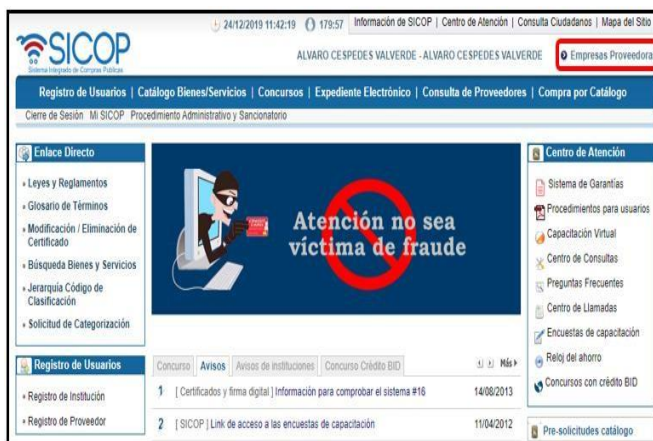 24/12/2019 11:42:19 179:57 Información de SICOP | Centro de Atención | Consulta Ciudadanos | Mapa del Sitio
SICOP
Sistema Integrado de Compras Públicas
ALVARO CESPEDES VALVERDE - ALVARO CESPEDES VALVERDE Empresas Proveedora
Registro de Usuarios | Catálogo Bienes/Servicios | Concursos | Expediente Electrónico | Consulta de Proveedores | Compra por Catálogo
Cierre de Sesión Mi SICOP Procedimiento Administrativo y Sancionatorio
Enlace Directo
Leyes y Reglamentos
Glosario de Términos
Modificación / Eliminación de
Certificado
Búsqueda Bienes y Servicios
Jerarquía Código de
Clasificación
Solicitud de Categorización
Registro de Usuarios
Registro de Institución
Registro de Proveedor
Atención no sea
víctima de fraude
Concurso Avisos Avisos de instituciones Concurso Crédito BID Más
1 [ Certificados y firma digital ] Información para comprobar el sistema #16 14/08/2013
2 [ SICOP ] Link de acceso a las encuestas de capacitación 11/04/2012
Centro de Atención
Sistema de Garantías
Procedimientos para usuarios
Capacitación Virtual
Centro de Consultas
Preguntas Frecuentes
Centro de Llamadas
Encuestas de capacitación
Reloj del ahorro
Concursos con crédito BID
Pre-solicitudes catálogo